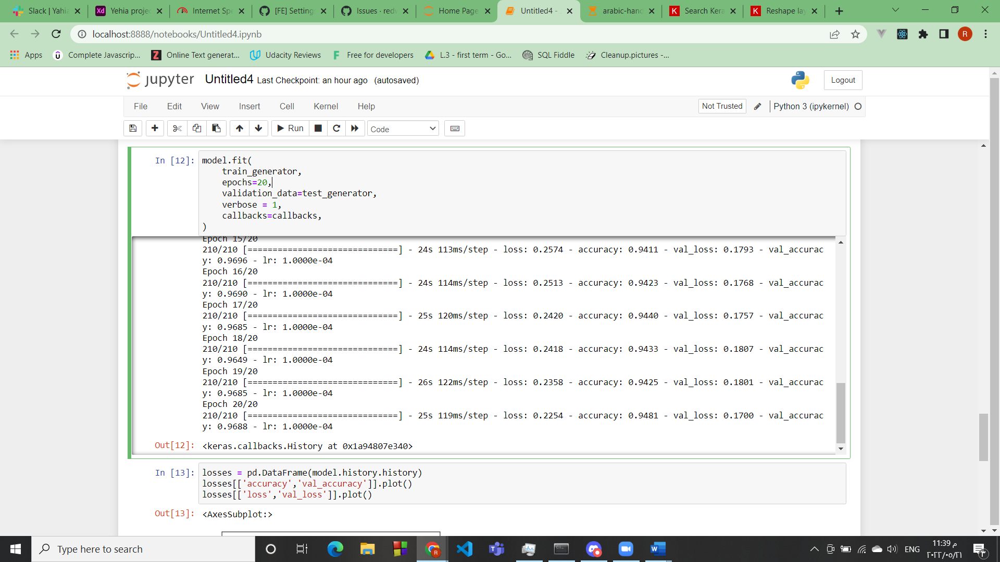 Slack | Yahia
Yehia projec
Internet Spe
[FE] Setting
Issues · redv
Home Page
Untitled4 -
arabic-hand
Search Kera
Reshape lay
localhost:8888/notebooks/Untitled4.ipynb
R
Apps
Complete Javascrip...
Online Text generat...
Udacity Reviews
Free for developers
L.3 - first term - Go...
SQL Fiddle
Cleanup.pictures -...
jupyter Untitled4 Last Checkpoint: an hour ago (autosaved)
Logout
File Edit View Insert Cell Kernel Help
Not Trusted
Python 3 (ipykernel)
Run
Code
In [12]: model.fit(
train_generator,
epochs=20,
validation_data=test_generator,
verbose = 1,
callbacks=callbacks,
)
Epoch 15/20
210/210 [==============================] - 24s 113ms/step - loss: 0.2574 - accuracy: 0.9411 - val_loss: 0.1793 - val_accurac
y: 0.9696 - lr: 1.0000e-04
Epoch 16/20
210/210 [==============================] - 24s 114ms/step - loss: 0.2513 - accuracy: 0.9423 - val_loss: 0.1768 - val_accurac
y: 0.9690 - lr: 1.0000e-04
Epoch 17/20
210/210 [==============================] - 25s 120ms/step - loss: 0.2420 - accuracy: 0.9440 - val_loss: 0.1757 - val_accurac
y: 0.9685 - lr: 1.0000e-04
Epoch 18/20
210/210 [==============================] - 24s 114ms/step - loss: 0.2418 - accuracy: 0.9433 - val_loss: 0.1807 - val_accurac
y: 0.9649 - lr: 1.0000e-04
Epoch 19/20
210/210 [==============================] - 26s 122ms/step - loss: 0.2358 - accuracy: 0.9425 - val_loss: 0.1801 - val_accurac
y: 0.9685 - lr: 1.0000e-04
Epoch 20/20
210/210 [==============================] - 25s 119ms/step - loss: 0.2254 - accuracy: 0.9481 - val_loss: 0.1700 - val_accurac
y: 0.9688 - lr: 1.0000e-04
Out[12]: <keras.callbacks.History at 0x1a94807e340>
In [13]: losses = pd.DataFrame(model.history.history)
losses[['accuracy','val_accuracy']].plot()
losses[['loss','val_loss']].plot()
Out[13]: <AxesSubplot:>
Type here to search
ENG
11:39 م
٢٠٢٢/٠٥/٢١
٣